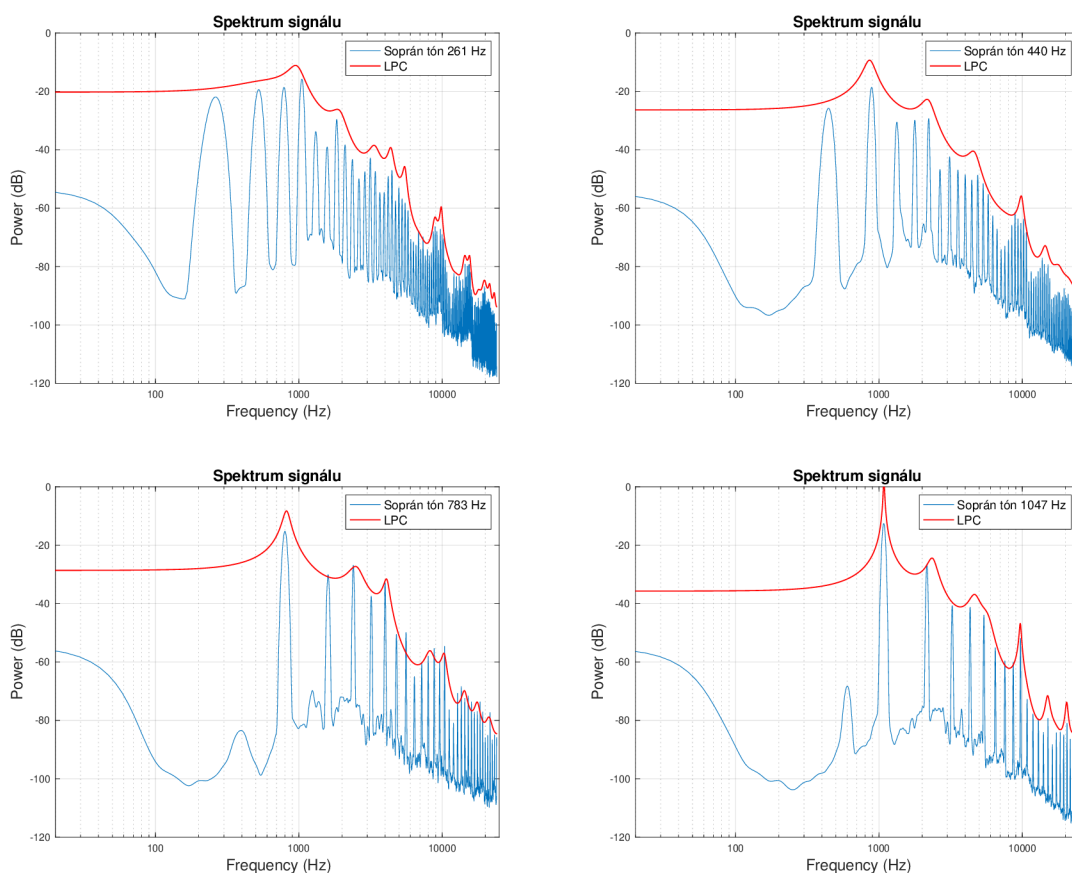 Spektrum signálu
0
-20
-40
-60
-80
-100
-120
Power (dB)
Soprán tón 261 Hz
LPC
100
1000
10000
Frequency (Hz)
Spektrum signálu
0
-20
-40
-60
-80
-100
-120
Power (dB)
Soprán tón 440 Hz
LPC
100
1000
10000
Frequency (Hz)
Spektrum signálu
0
-20
-40
-60
-80
-100
-120
Power (dB)
Soprán tón 783 Hz
LPC
100
1000
10000
Frequency (Hz)
Spektrum signálu
0
-20
-40
-60
-80
-100
-120
Power (dB)
Soprán tón 1047 Hz
LPC
100
1000
10000
Frequency (Hz)